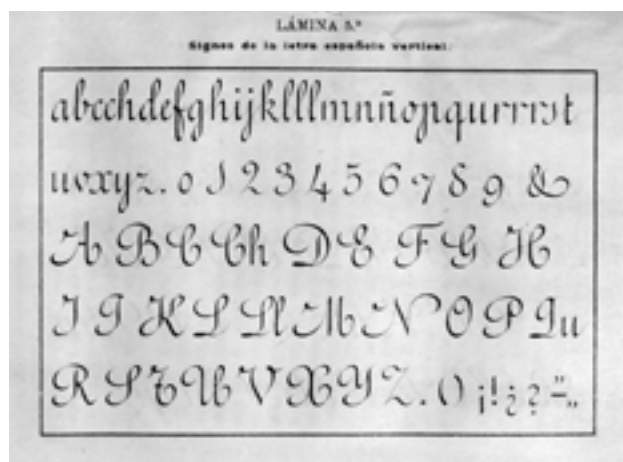 LÁMINA 5.ª
Signos de la letra española vertical.
abcchdefghijklllmnñopqurrrrst
uvxyz. 0 1 2 3 4 5 6 7 8 9 &
A B C Ch D E F G H
I J K L Ll M N O P Qu
R S T U V X Y Z. () ¡! ¿?